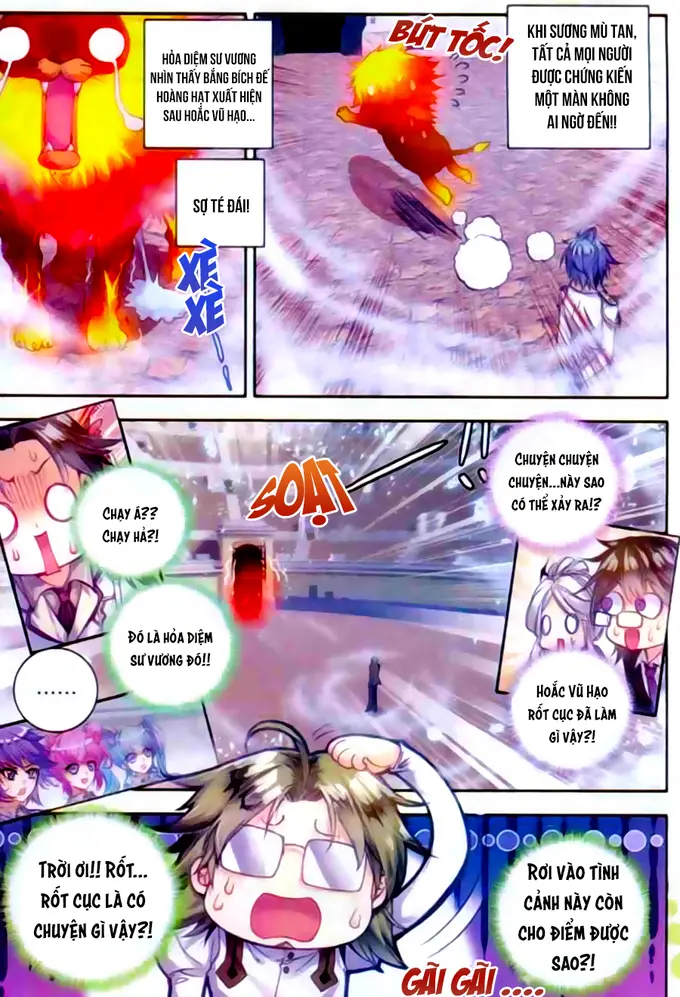 HỎA DIỆM SƯ VƯƠNG
NHÌN THẤY BĂNG BÍCH ĐẾ
HOÀNG HẠT XUẤT HIỆN
SAU HOẮC VŨ HẠO...
SỢ TÉ ĐÁI!
XÈ
XÈ...
BỨT TỐC!
KHI SƯƠNG MÙ TAN,
TẤT CẢ MỌI NGƯỜI
ĐƯỢC CHỨNG KIẾN
MỘT MÀN KHÔNG
AI NGỜ ĐẾN!!
CHẠY Á??
CHẠY HẢ?!
SOẠT
CHUYỆN CHUYỆN
CHUYỆN...NÀY SAO
CÓ THỂ XẢY RA!?
ĐÓ LÀ HỎA DIỆM
SƯ VƯƠNG ĐÓ!!
......
HOẮC VŨ HẠO
RỐT CỤC ĐÃ LÀM
GÌ VẬY?!
TRỜI ƠI!! RỐT...
RỐT CỤC LÀ CÓ
CHUYỆN GÌ VẬY?!
RƠI VÀO TÌNH
CẢNH NÀY CÒN
CHO ĐIỂM ĐƯỢC
SAO?!
GÃI GÃI ....